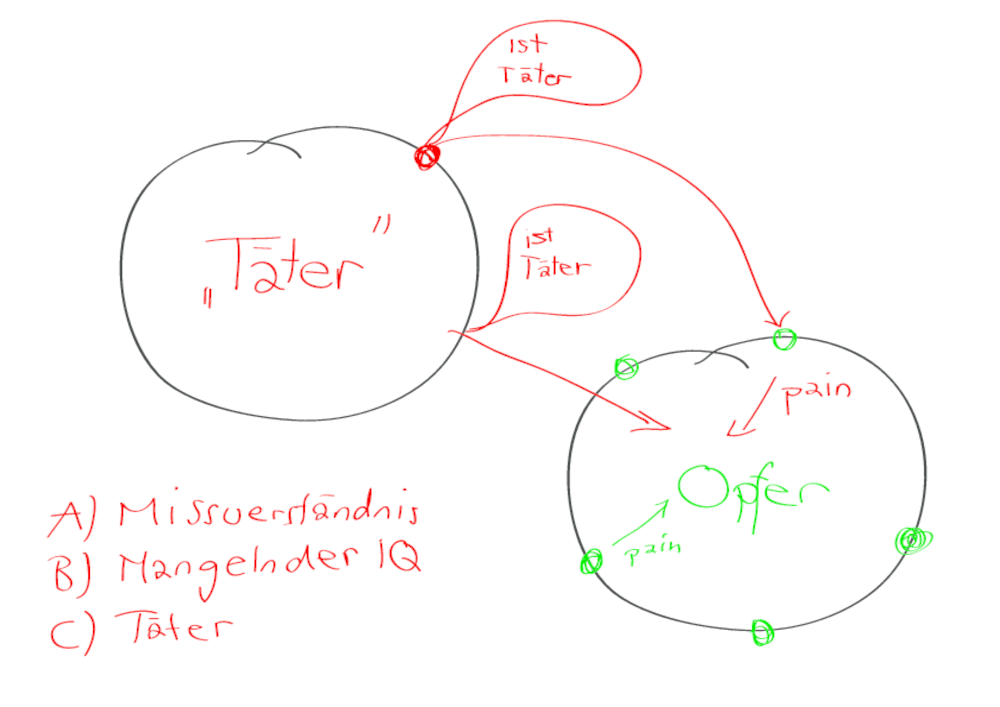 ist
Täter
„Täter"
ist
Täter
pain
Opfer
pain
A) Missverständnis
B) Mangelnder IQ
C) Täter